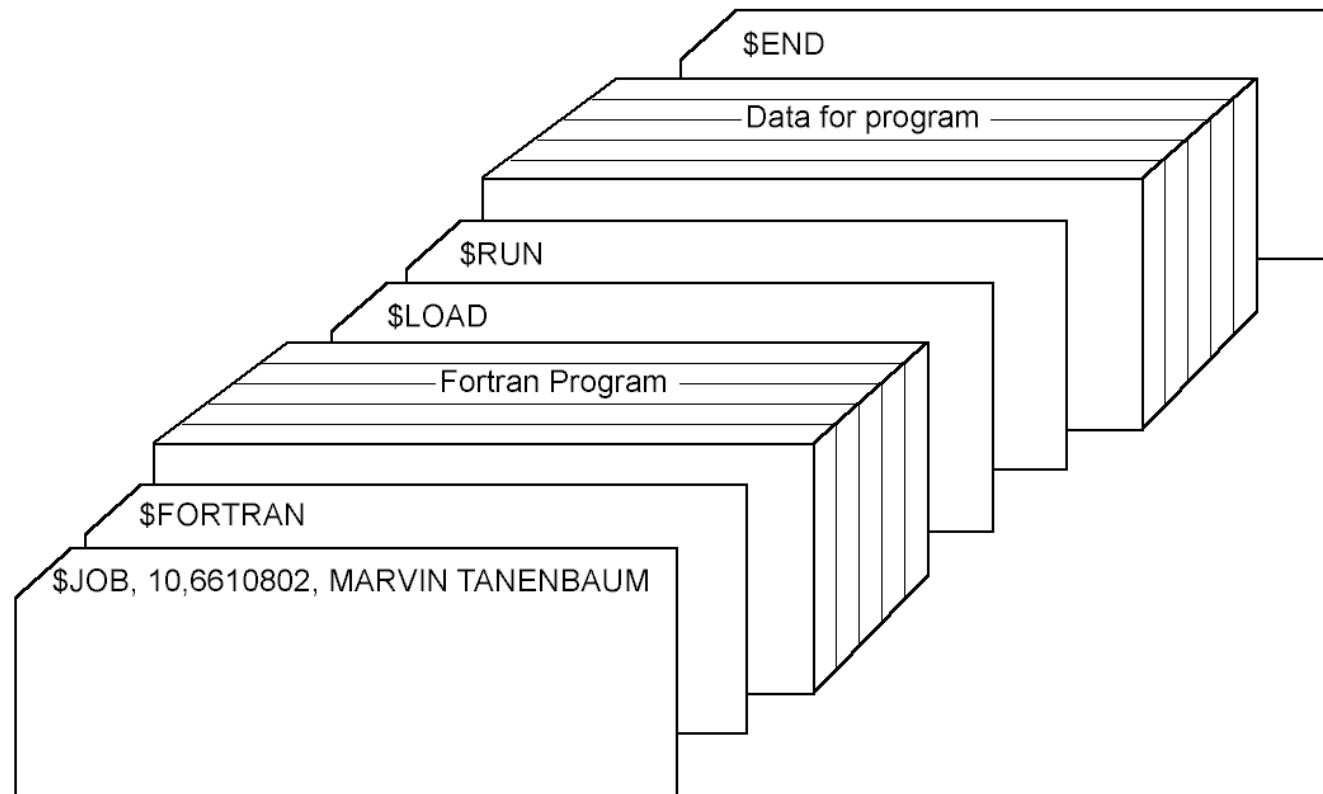 $END
Data for program
$RUN
$LOAD
Fortran Program
$FORTRAN
$JOB, 10,6610802, MARVIN TANENBAUM